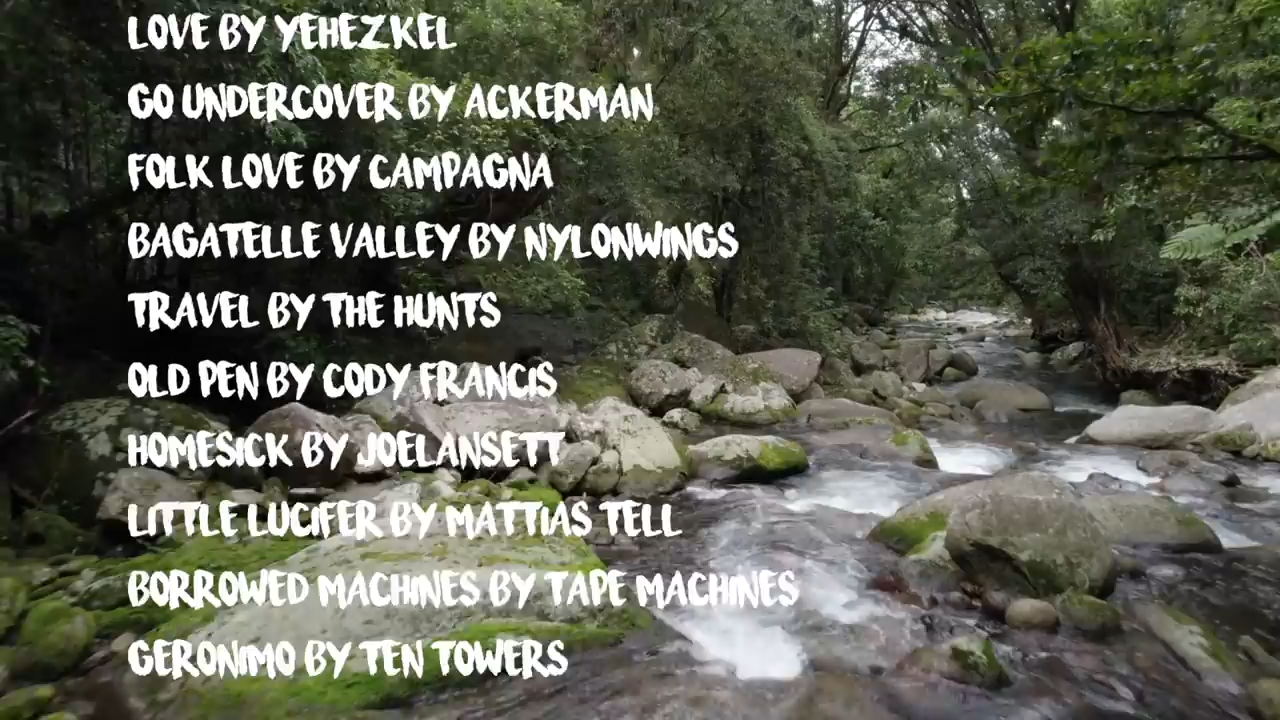 LOVE BY YEHEZKEL
GO UNDERCOVER BY ACKERMAN
FOLK LOVE BY CAMPAGNA
BAGATELLE VALLEY BY NYLONWINGS
TRAVEL BY THE HUNTS
OLD PEN BY CODY FRANCIS
HOMESICK BY JOELANSETT
LITTLE LUCIFER BY MATTIAS TELL
BORROWED MACHINES BY TAPE MACHINES
GERONIMO BY TEN TOWERS